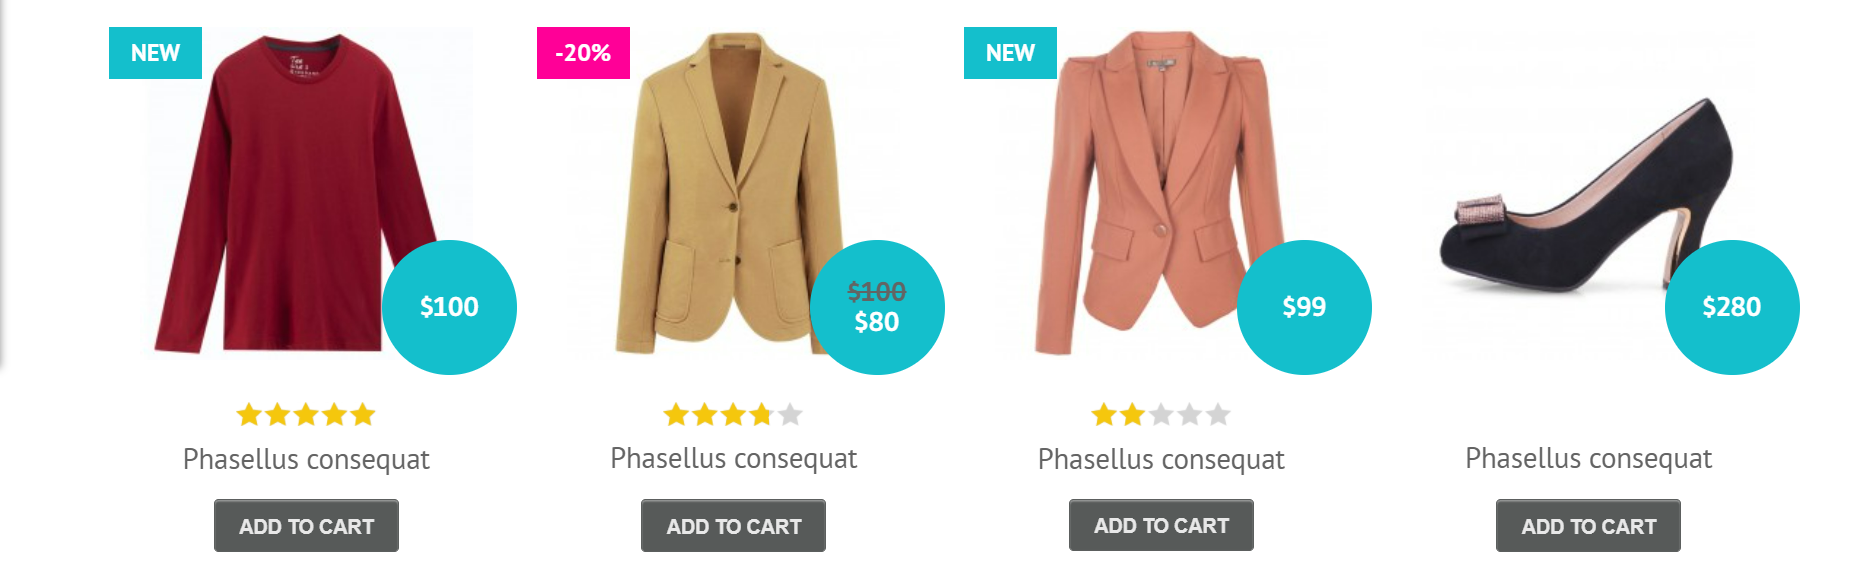 NEW
$100
Phasellus consequat
ADD TO CART
-20%
$100
$80
Phasellus consequat
ADD TO CART
NEW
$99
Phasellus consequat
ADD TO CART
$280
Phasellus consequat
ADD TO CART